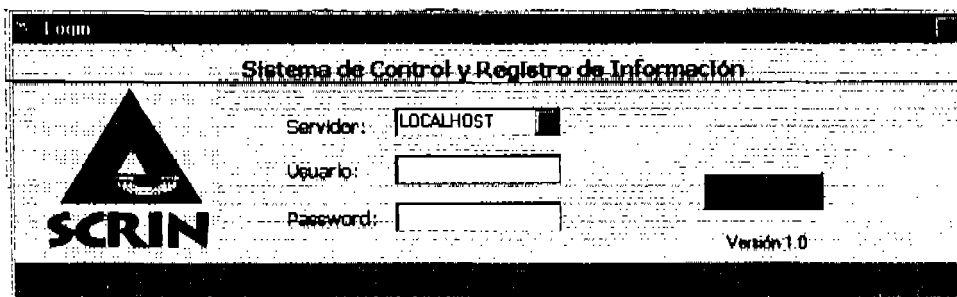 Login
Sistema de Control y Registro de Información
Servidor: LOCALHOST
Usuario:
Password:
SCRIN
Versión 1.0